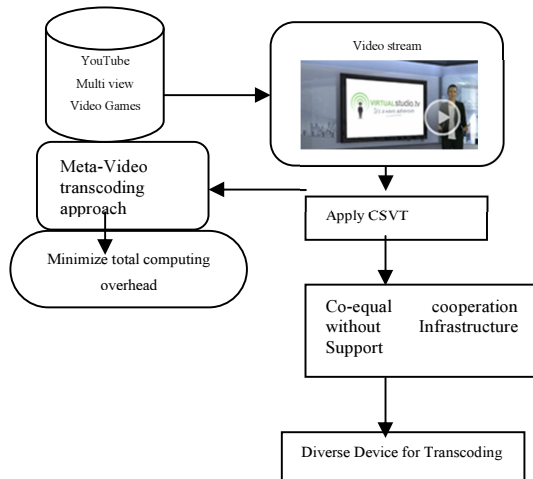 YouTube
Multi view
Video Games
Video stream
VIRTUALstudio.tv
Meta-Video
transcoding
approach
Apply CSVT
Minimize total computing
overhead
Co-equal cooperation
without Infrastructure
Support
Diverse Device for Transcoding